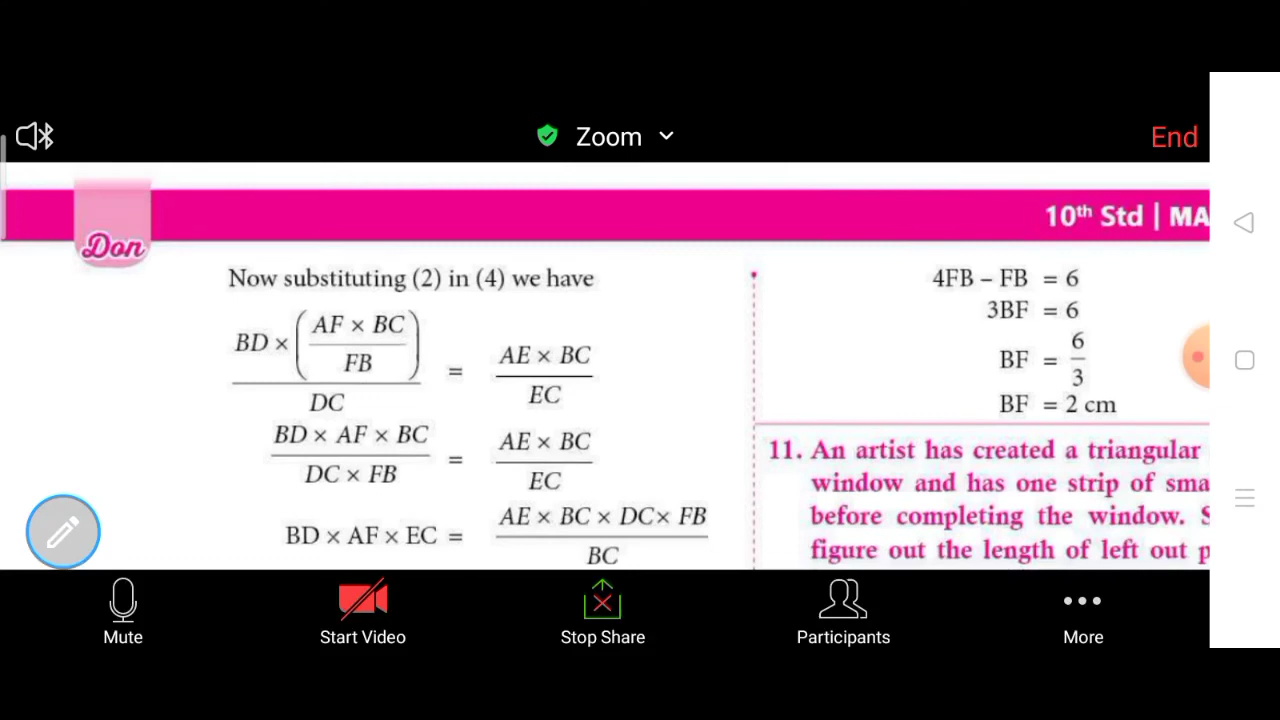 Zoom
End
Don
10th Std | MA
Now substituting (2) in (4) we have
BD × (AF × BC / FB) / DC = AE × BC / EC
BD × AF × BC / DC × FB = AE × BC / EC
BD × AF × EC = AE × BC × DC× FB / BC
4FB – FB = 6
3BF = 6
BF = 6 / 3
BF = 2 cm
11. An artist has created a triangular
window and has one strip of sma
before completing the window. S
figure out the length of left out p
Mute
Start Video
Stop Share
Participants
More